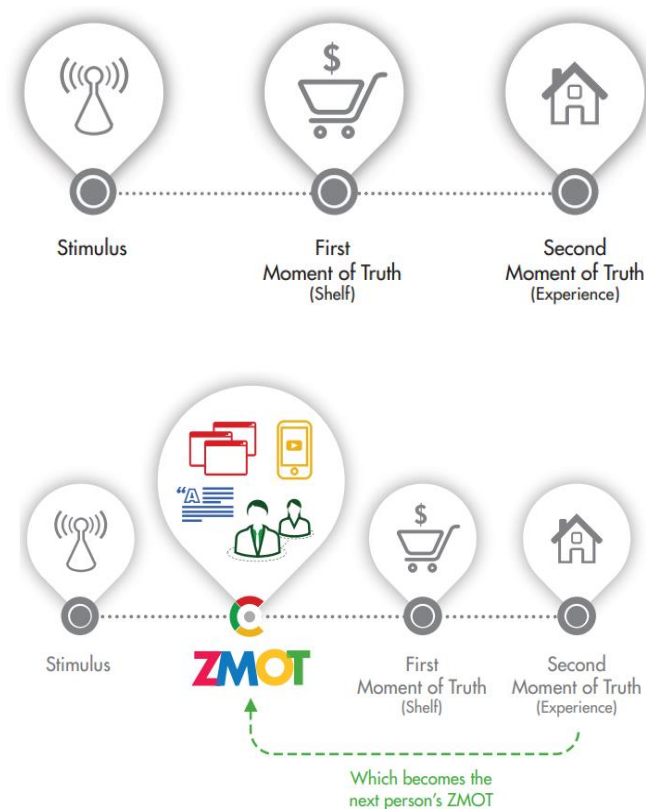 $
Stimulus
First
Moment of Truth
(Shelf)
Second
Moment of Truth
(Experience)
“A
$
Stimulus
ZMOT
First
Moment of Truth
(Shelf)
Second
Moment of Truth
(Experience)
Which becomes the
next person's ZMOT